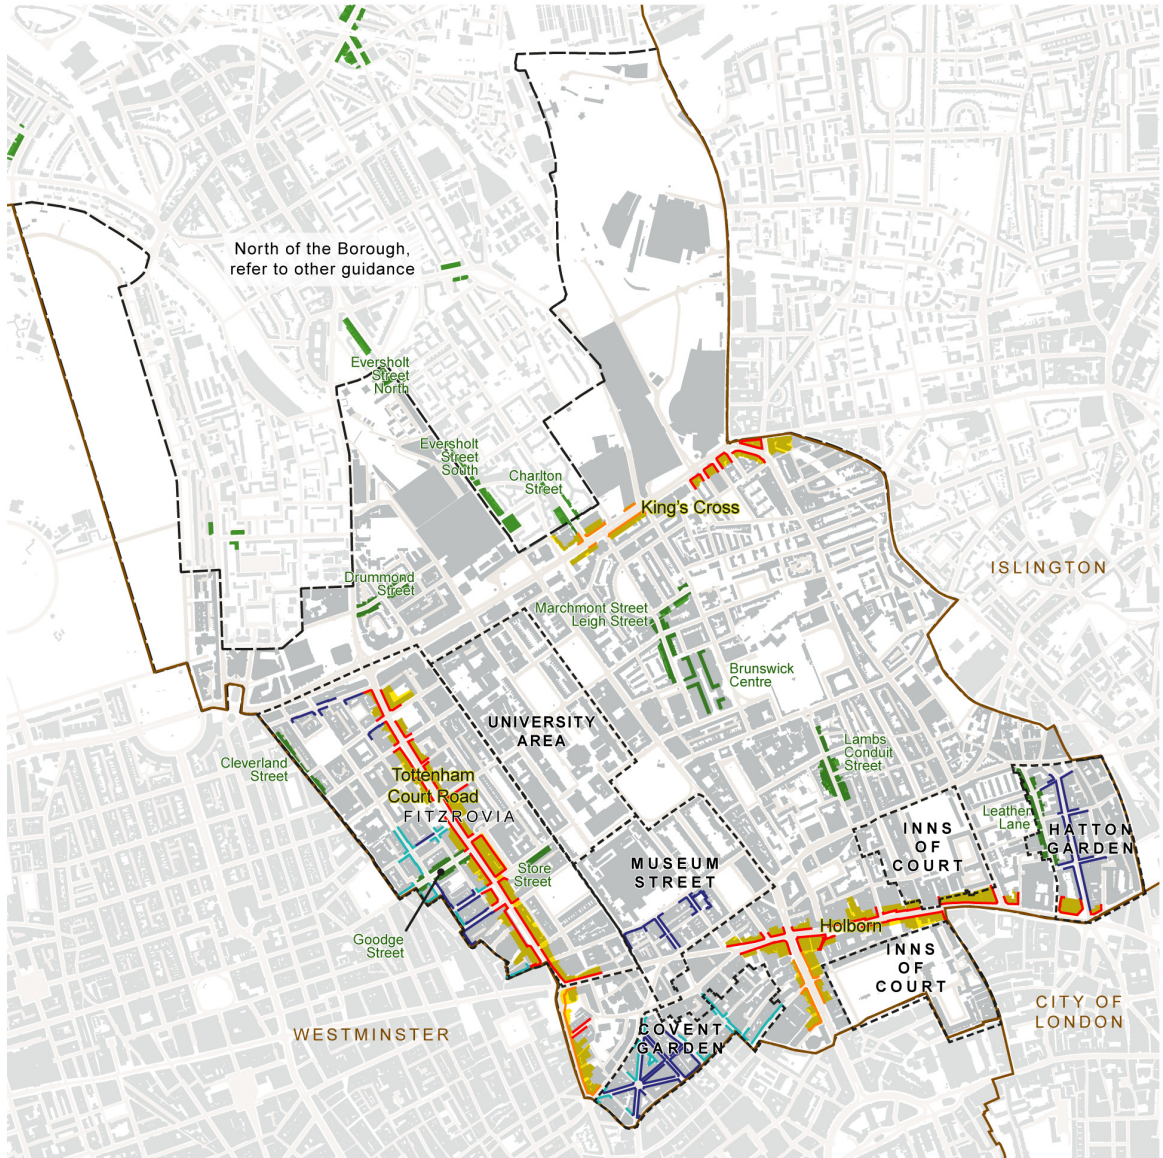 North of the Borough,
refer to other guidance
Eversholt
Street
North
Eversholt
Street
South
Charlton
Street
King's Cross
ISLINGTON
Drummond
Street
Marchmont Street
Leigh Street
Brunswick
Centre
UNIVERSITY
AREA
Cleverland
Street
Lambs
Conduit
Street
Tottenham
Court Road
FITZROVIA
Leather
Lane
HATTON
GARDEN
INNS
OF
COURT
MUSEUM
STREET
Store
Street
Goodge
Street
Holborn
INNS
OF
COURT
CITY OF
LONDON
WESTMINSTER
COVENT
GARDEN